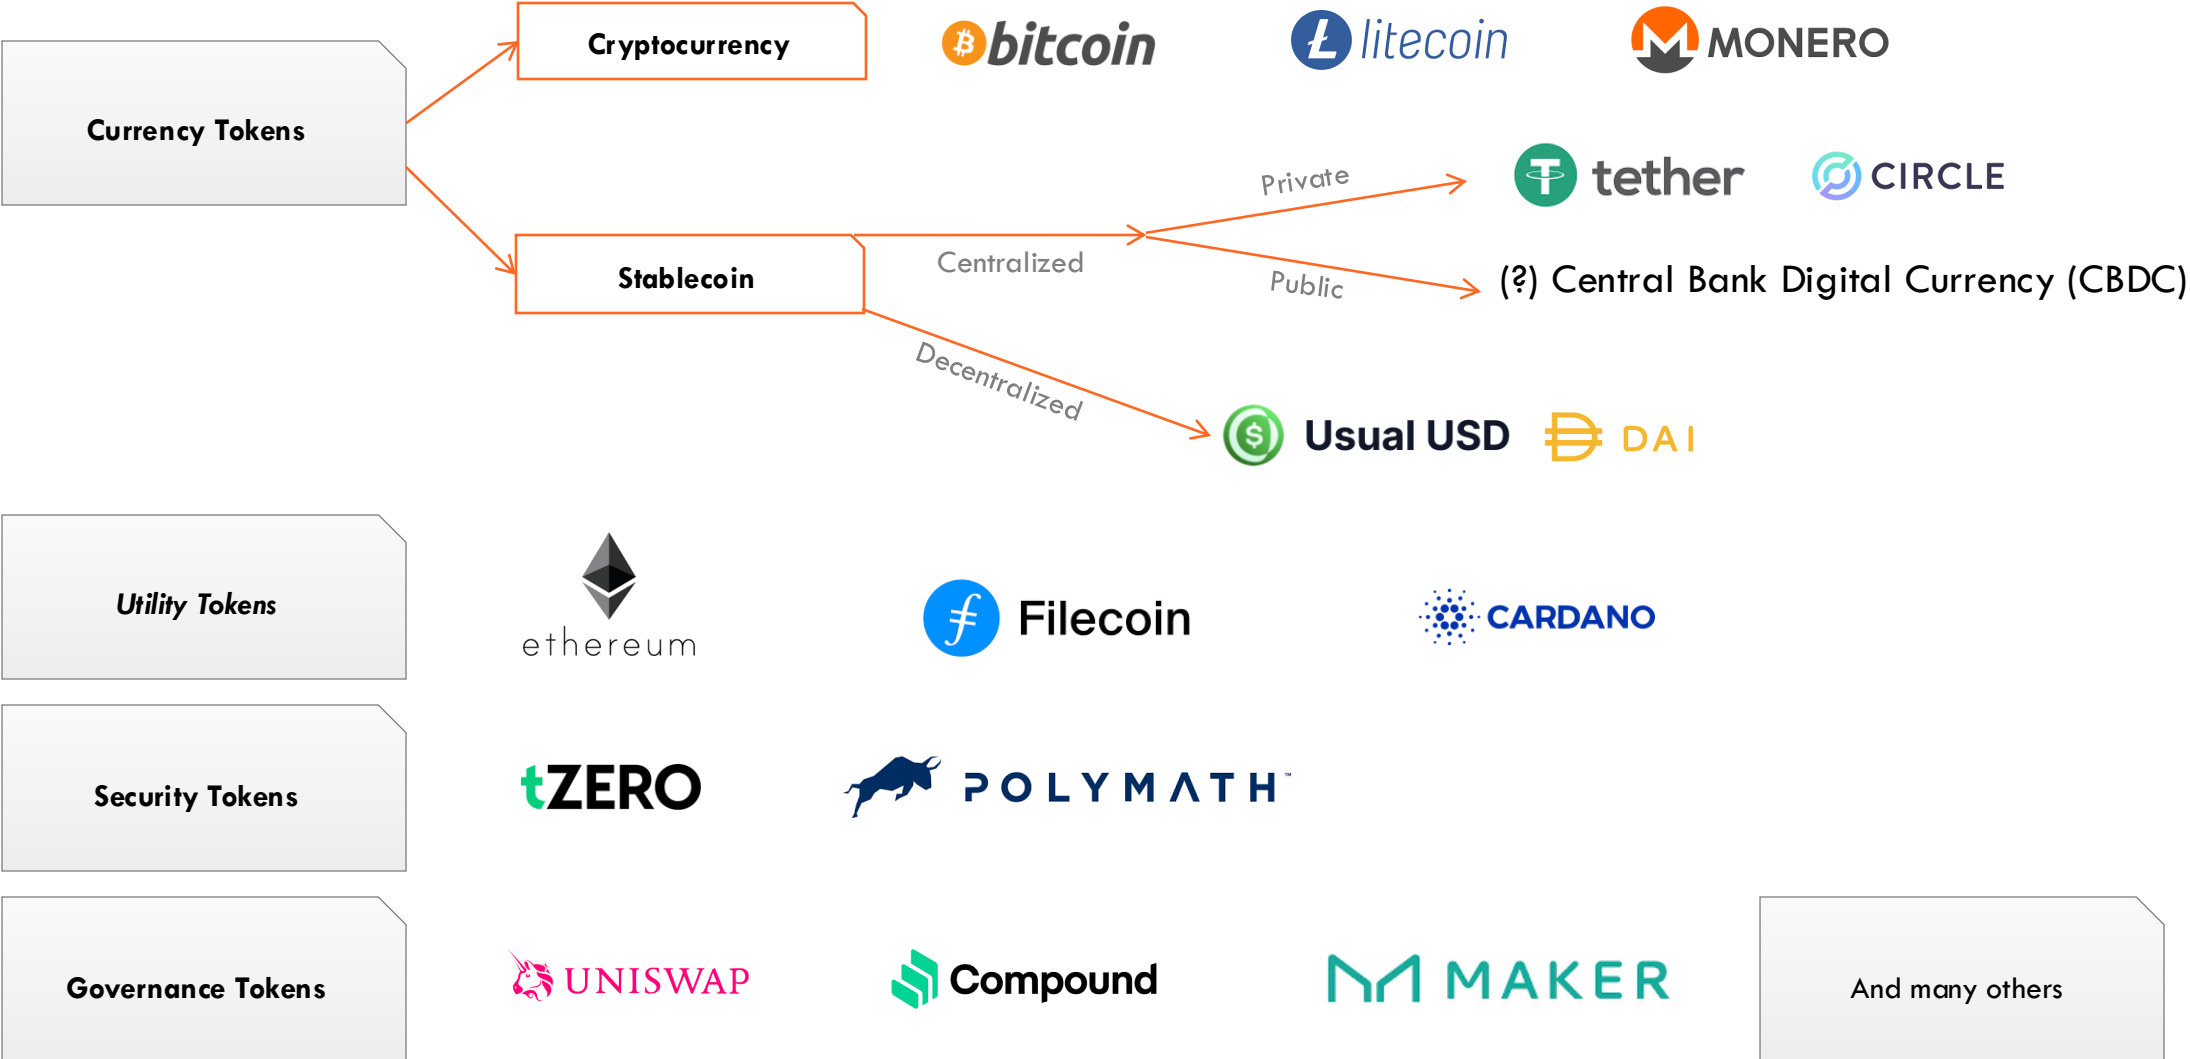 Currency Tokens
Cryptocurrency
bitcoin
litecoin
MONERO
Stablecoin
Centralized
Private
tether
CIRCLE
Public
(?) Central Bank Digital Currency (CBDC)
Decentralized
Usual USD
DAI
Utility Tokens
ethereum
Filecoin
CARDANO
Security Tokens
tZERO
POLYMATH™
Governance Tokens
UNISWAP
Compound
MAKER
And many others